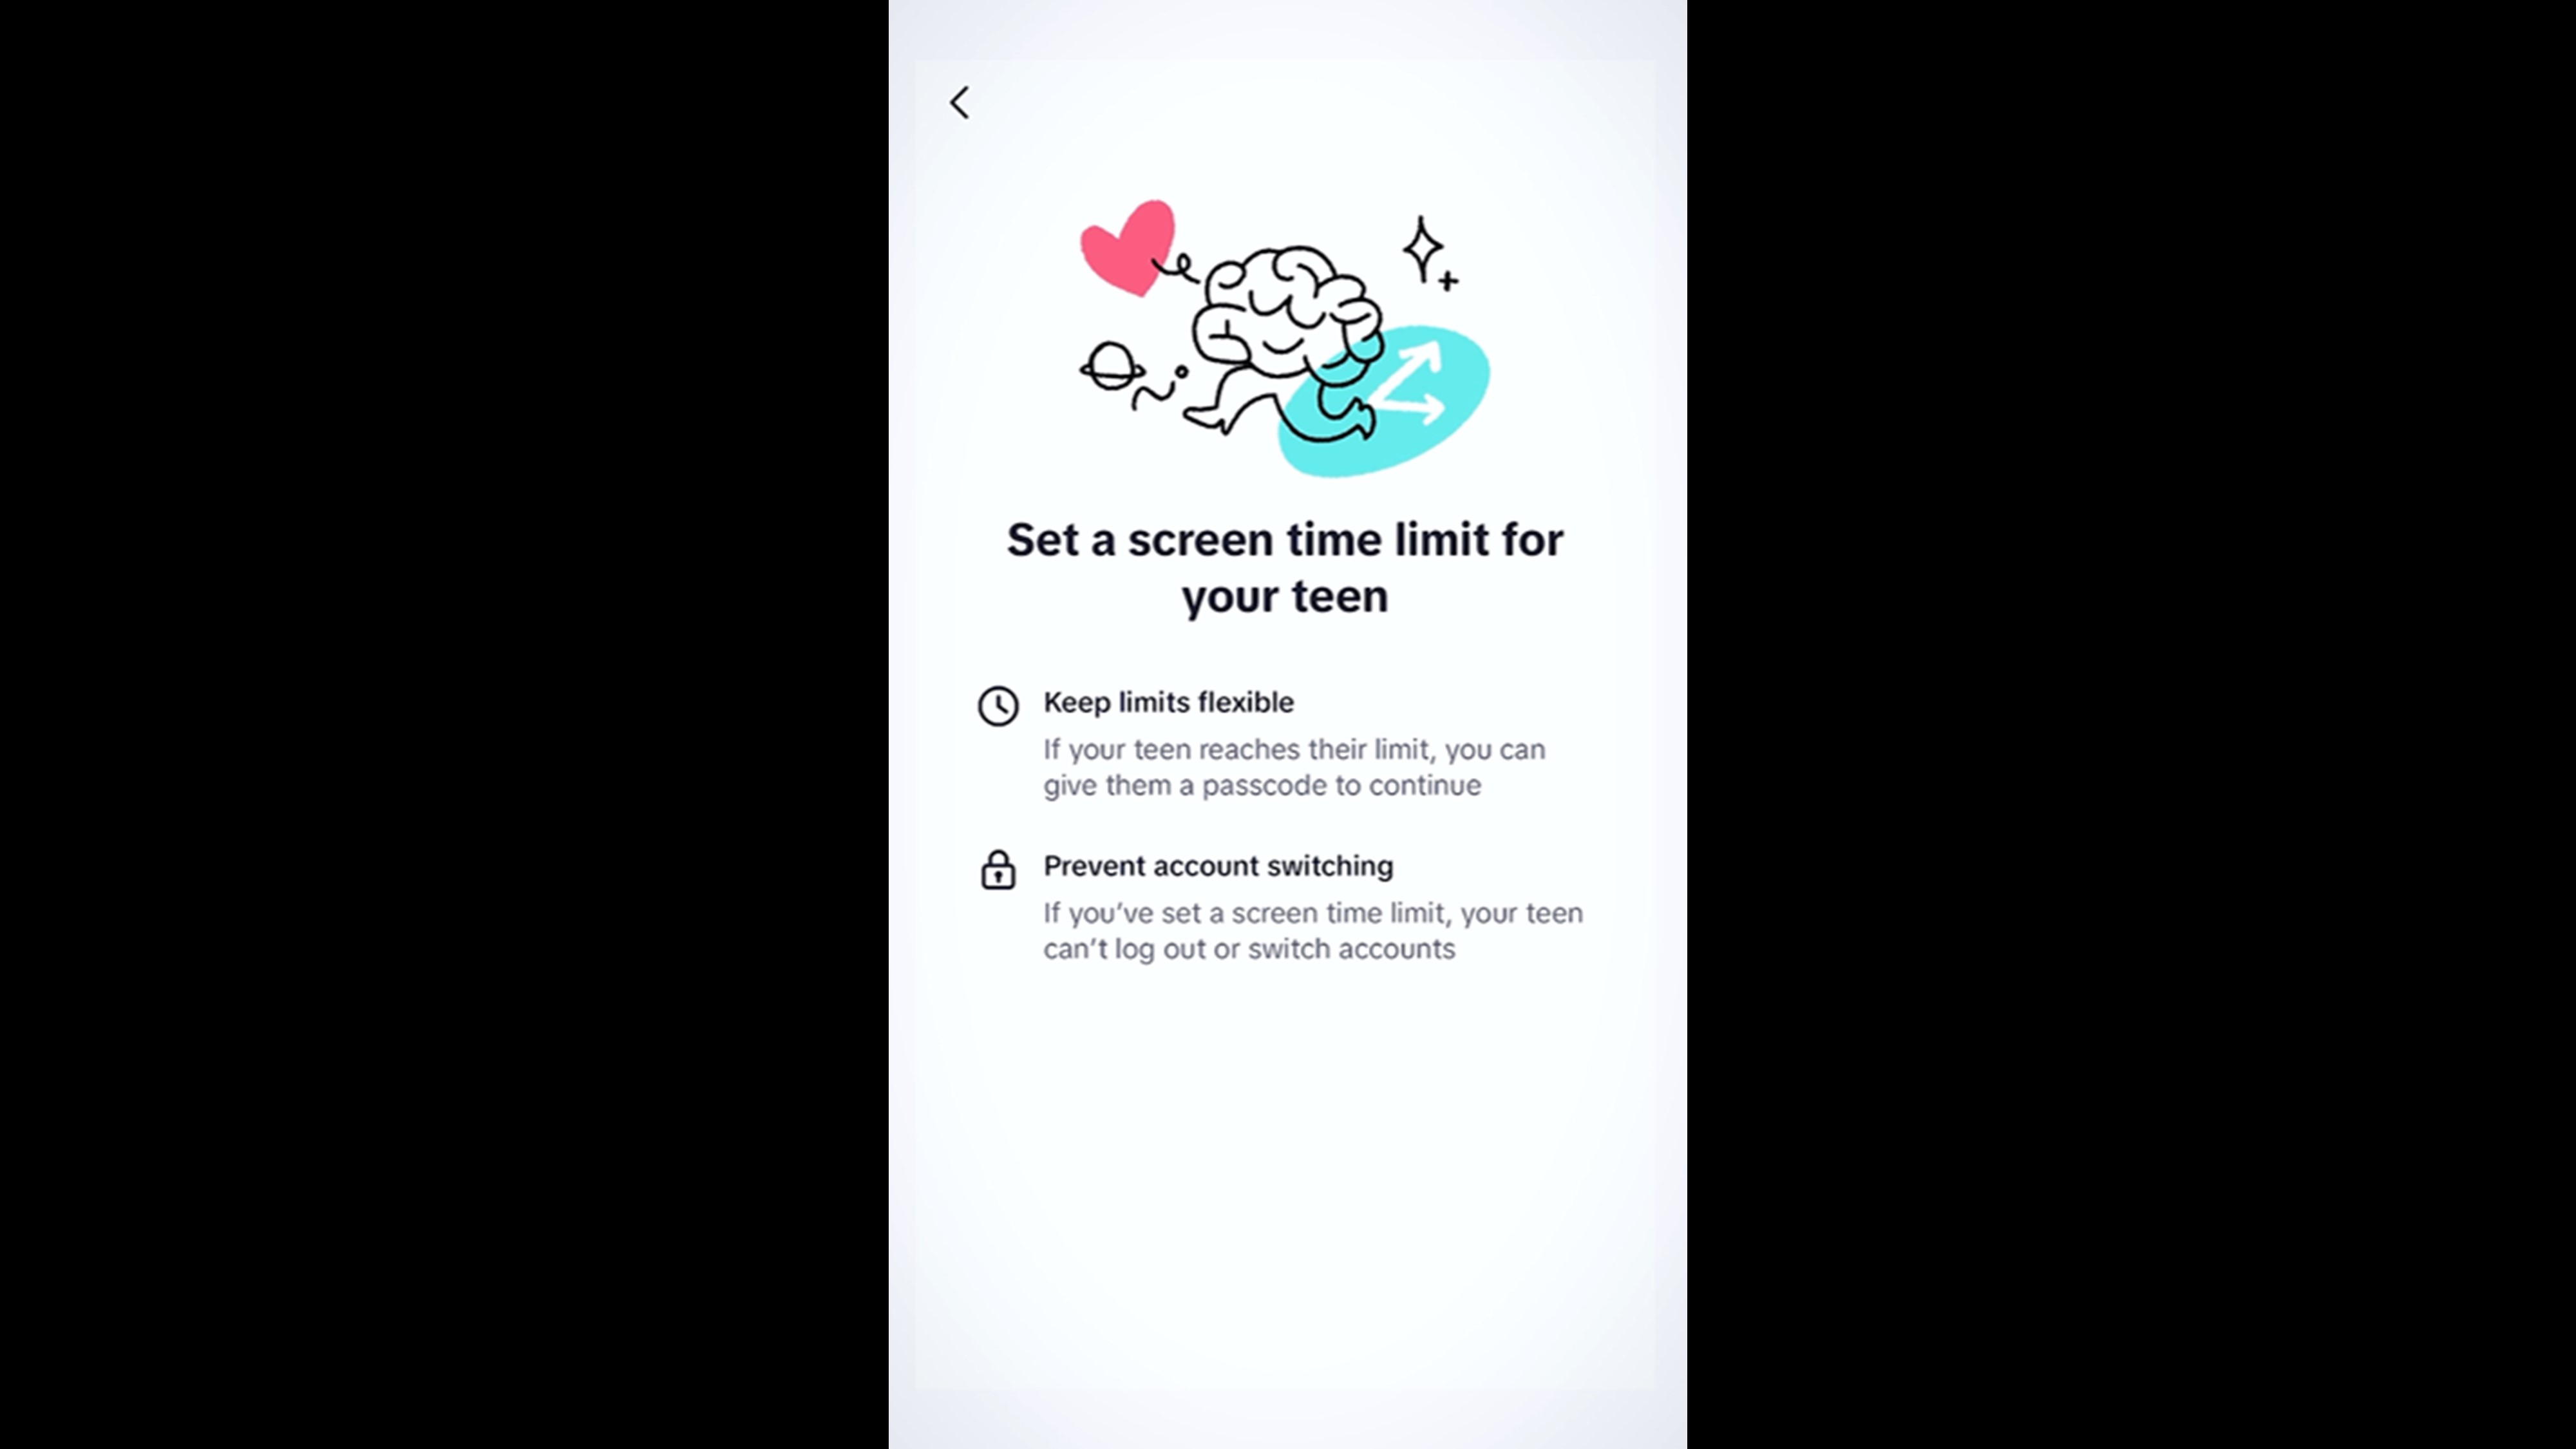 Set a screen time limit for
your teen
Keep limits flexible
If your teen reaches their limit, you can
give them a passcode to continue
Prevent account switching
If you’ve set a screen time limit, your teen
can’t log out or switch accounts